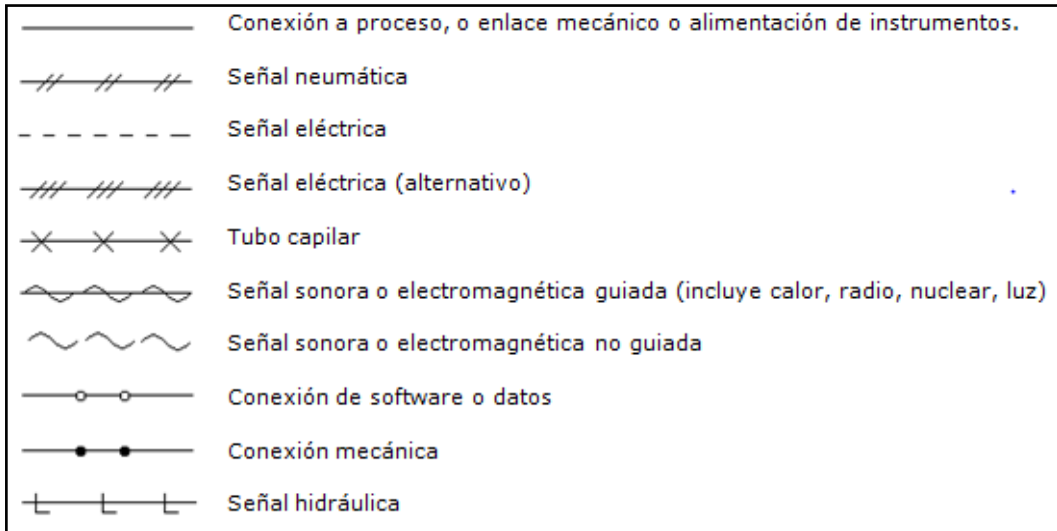 Conexión a proceso, o enlace mecánico o alimentación de instrumentos.
Señal neumática
Señal eléctrica
Señal eléctrica (alternativo)
Tubo capilar
Señal sonora o electromagnética guiada (incluye calor, radio, nuclear, luz)
Señal sonora o electromagnética no guiada
Conexión de software o datos
Conexión mecánica
Señal hidráulica